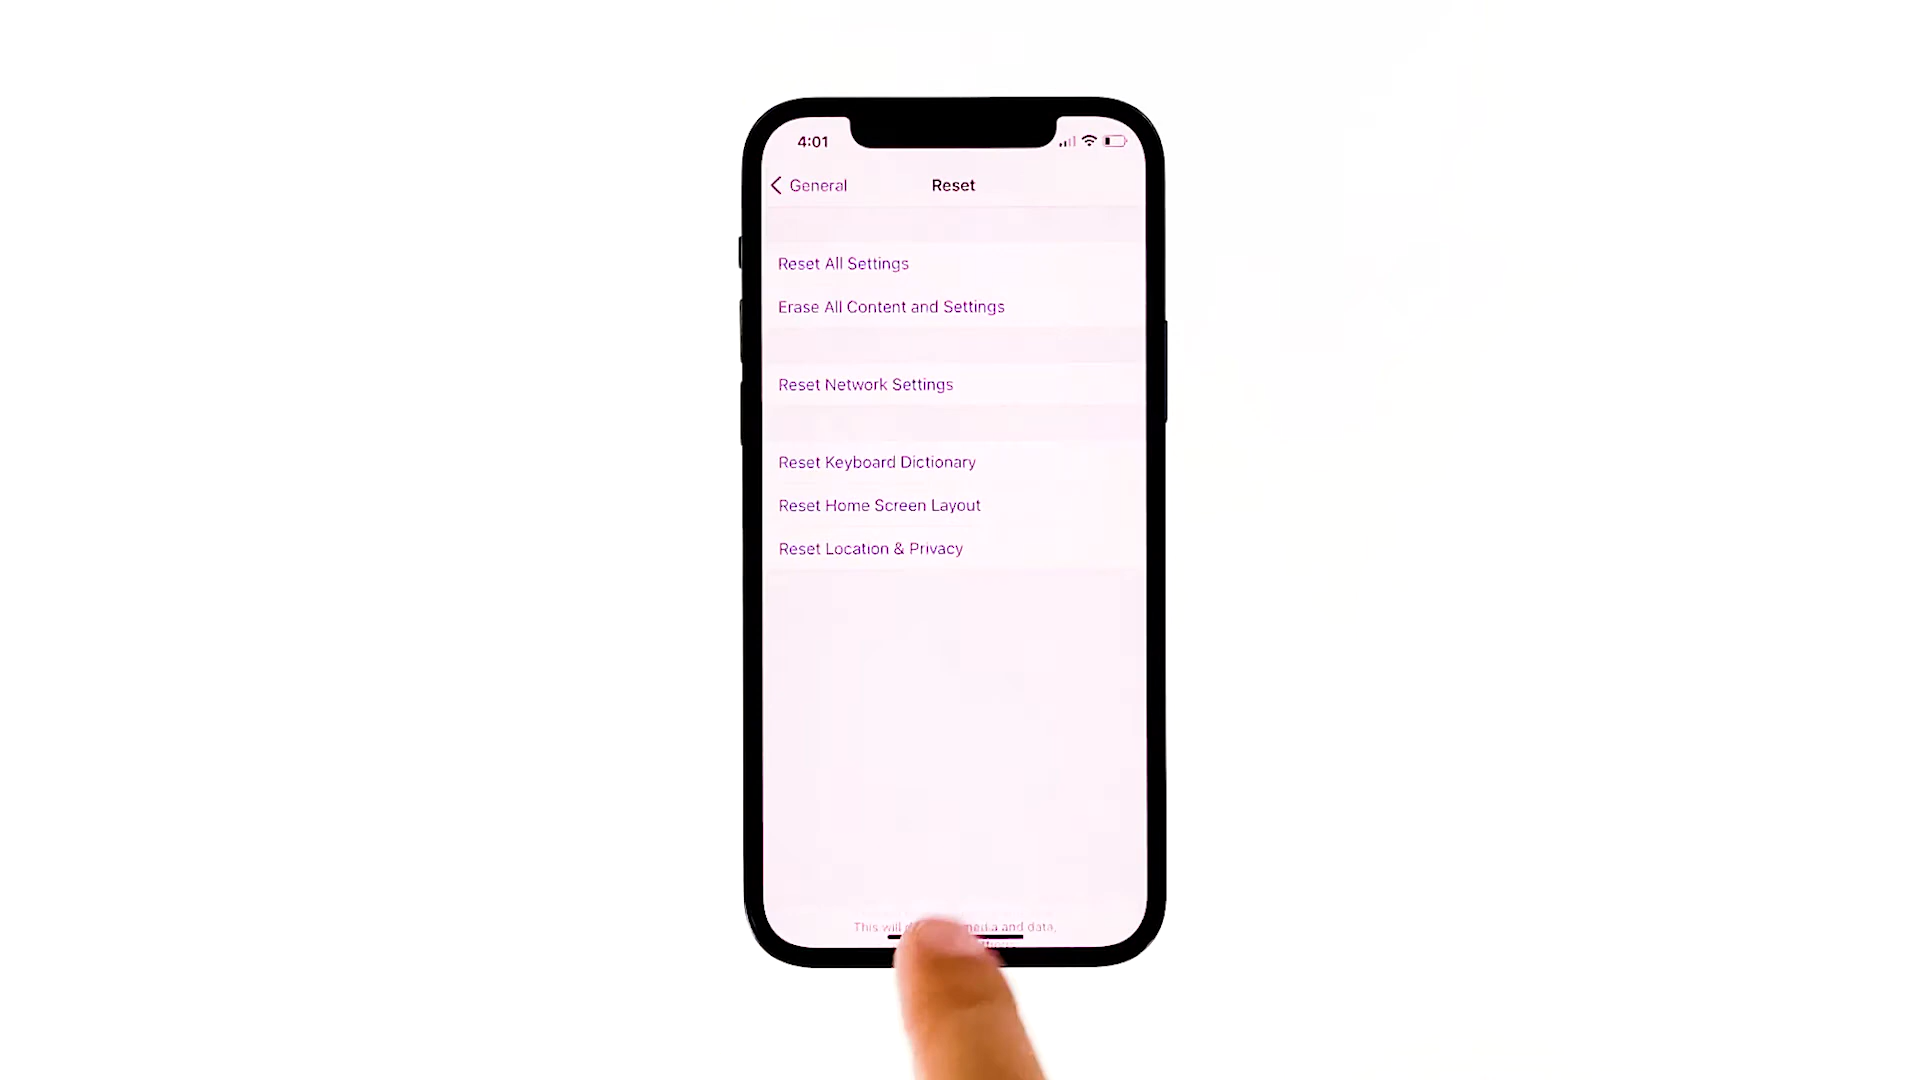 4:01
General
Reset
Reset All Settings
Erase All Content and Settings
Reset Network Settings
Reset Keyboard Dictionary
Reset Home Screen Layout
Reset Location & Privacy
This will media and data,